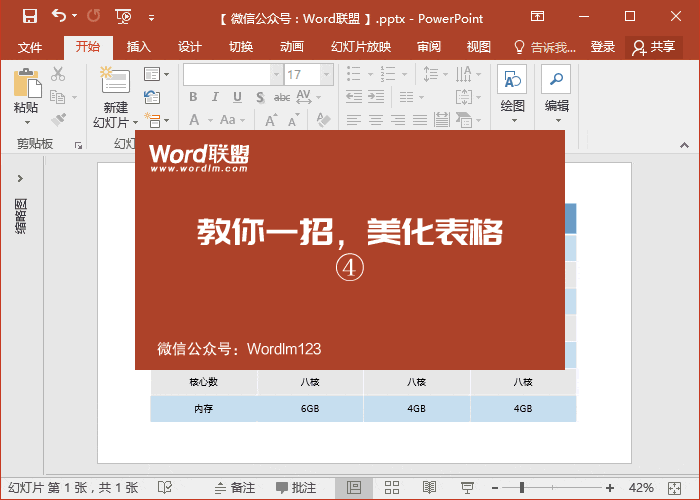 【 微信公众号：Word联盟 】.pptx - PowerPoint
文件 开始 插入 设计 切换 动画 幻灯片放映 审阅 视图 告诉我... 登录 共享
粘贴
剪贴板
新建
幻灯片
17
B I U S abc AV
A Aa A A
绘图
编辑
缩略图
Word联盟
www.wordlm.com
教你一招，美化表格
④
微信公众号：Wordlm123
核心数 八核 八核 八核
内存 6GB 4GB 4GB
幻灯片 第 1 张，共 1 张 备注 批注 42%